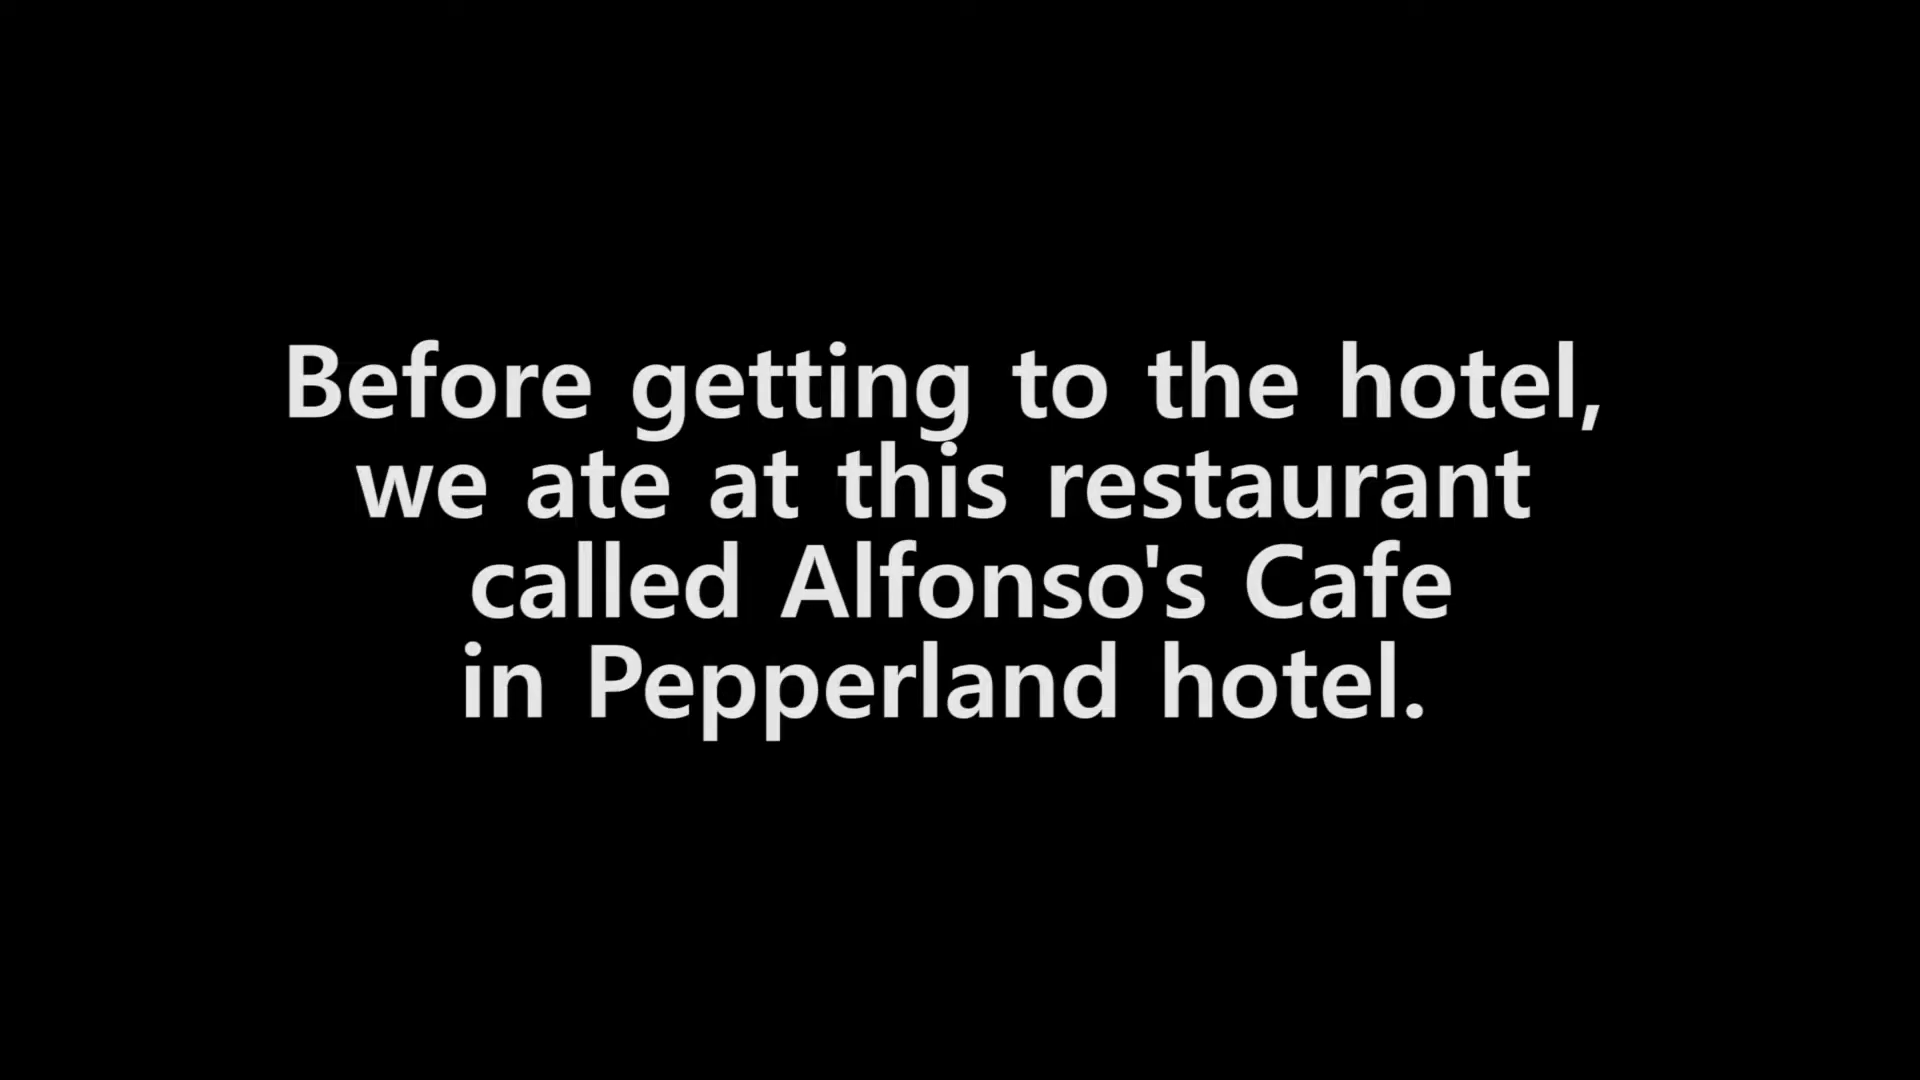 Before getting to the hotel,
we ate at this restaurant
called Alfonso's Cafe
in Pepperland hotel.